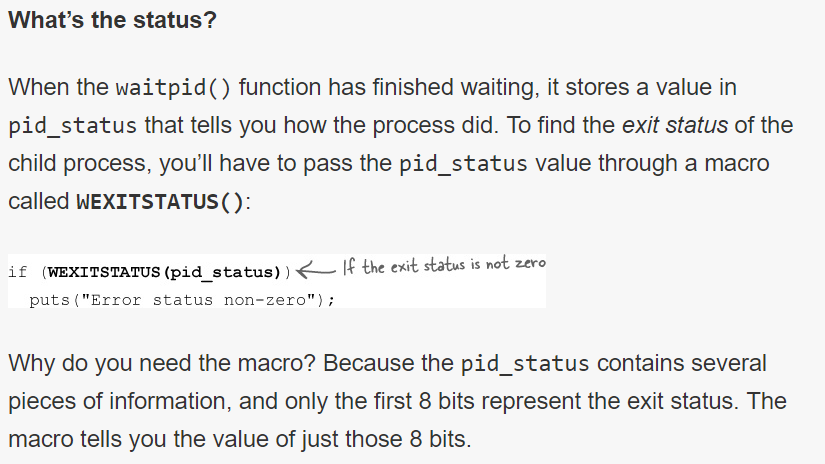 What’s the status?
When the waitpid() function has finished waiting, it stores a value in
pid_status that tells you how the process did. To find the exit status of the
child process, you’ll have to pass the pid_status value through a macro
called WEXITSTATUS():
if (WEXITSTATUS(pid_status)) If the exit status is not zero
puts("Error status non-zero");
Why do you need the macro? Because the pid_status contains several
pieces of information, and only the first 8 bits represent the exit status. The
macro tells you the value of just those 8 bits.